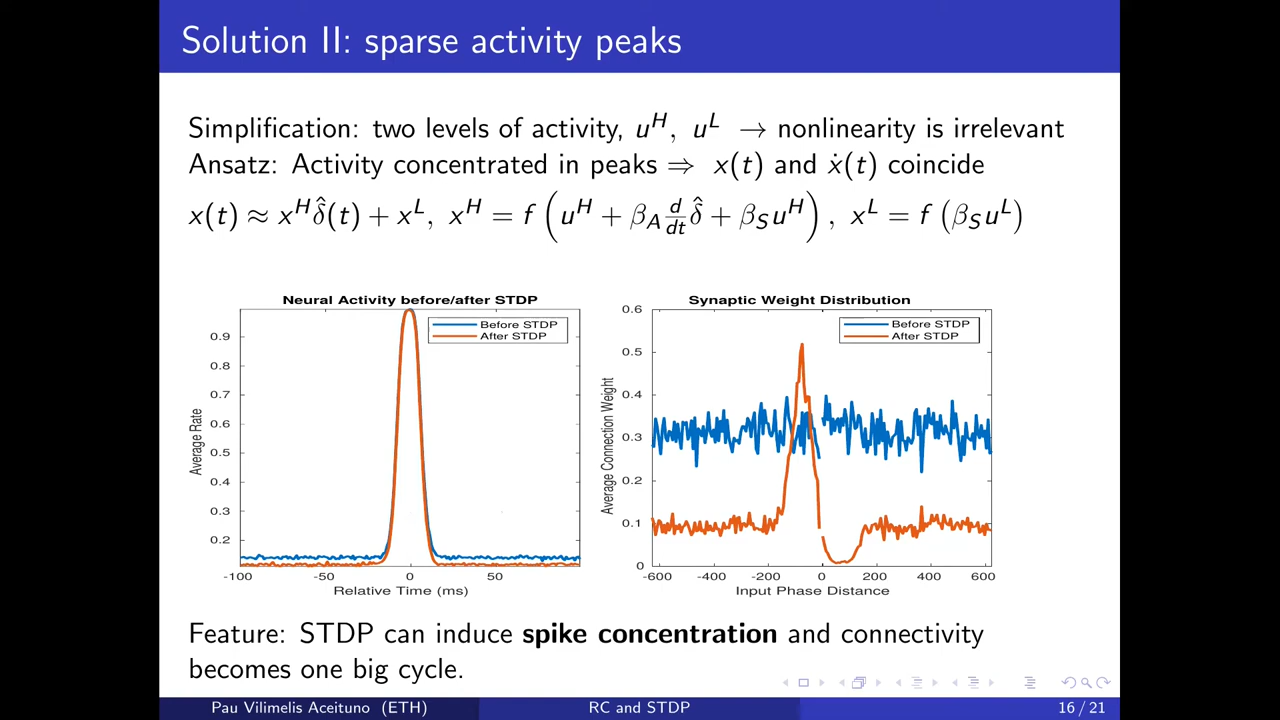 Solution II: sparse activity peaks
Simplification: two levels of activity, u^H, u^L → nonlinearity is irrelevant
Ansatz: Activity concentrated in peaks ⇒ x(t) and ẋ(t) coincide
x(t) ≈ x^H δ̂(t) + x^L, x^H = f(u^H + β_A d/dt δ̂ + β_S u^H), x^L = f(β_S u^L)
Neural Activity before/after STDP
Before STDP
After STDP
0.9
0.8
0.7
0.6
0.5
0.4
0.3
0.2
Average Rate
-100 -50 0 50
Relative Time (ms)
Synaptic Weight Distribution
Before STDP
After STDP
0.6
0.5
0.4
0.3
0.2
0.1
0
Average Connection Weight
-600 -400 -200 0 200 400 600
Input Phase Distance
Feature: STDP can induce spike concentration and connectivity
becomes one big cycle.
Pau Vilimelis Aceituno (ETH) RC and STDP 16 / 21